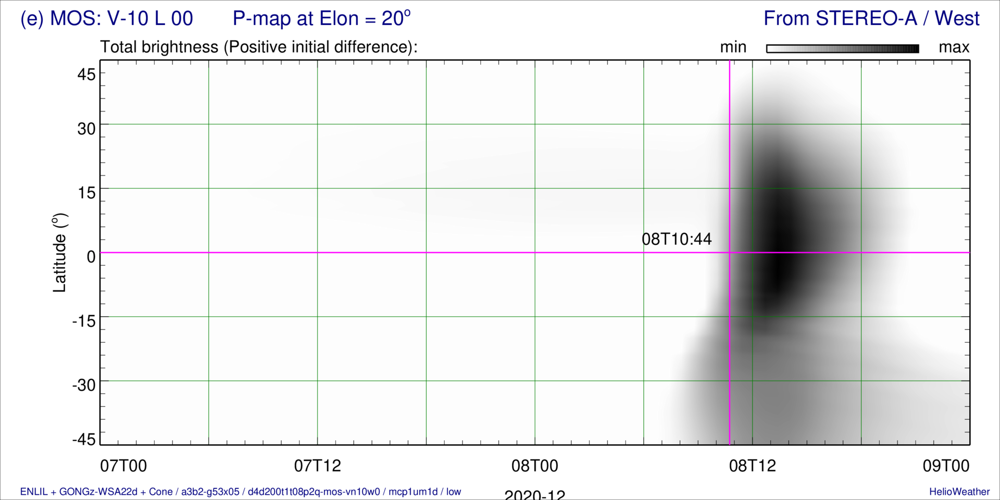 (e) MOS: V-10 L 00 P-map at Elon = 20° From STEREO-A / West
Total brightness (Positive initial difference): min max
45
30
15
08T10:44
0
-15
-30
-45
Latitude (°)
07T00 07T12 08T00 08T12 09T00
2020-12
ENLIL + GONGz-WSA22d + Cone / a3b2-g53x05 / d4d200t1t08p2q-mos-vn10w0 / mcp1um1d / low
HelioWeather